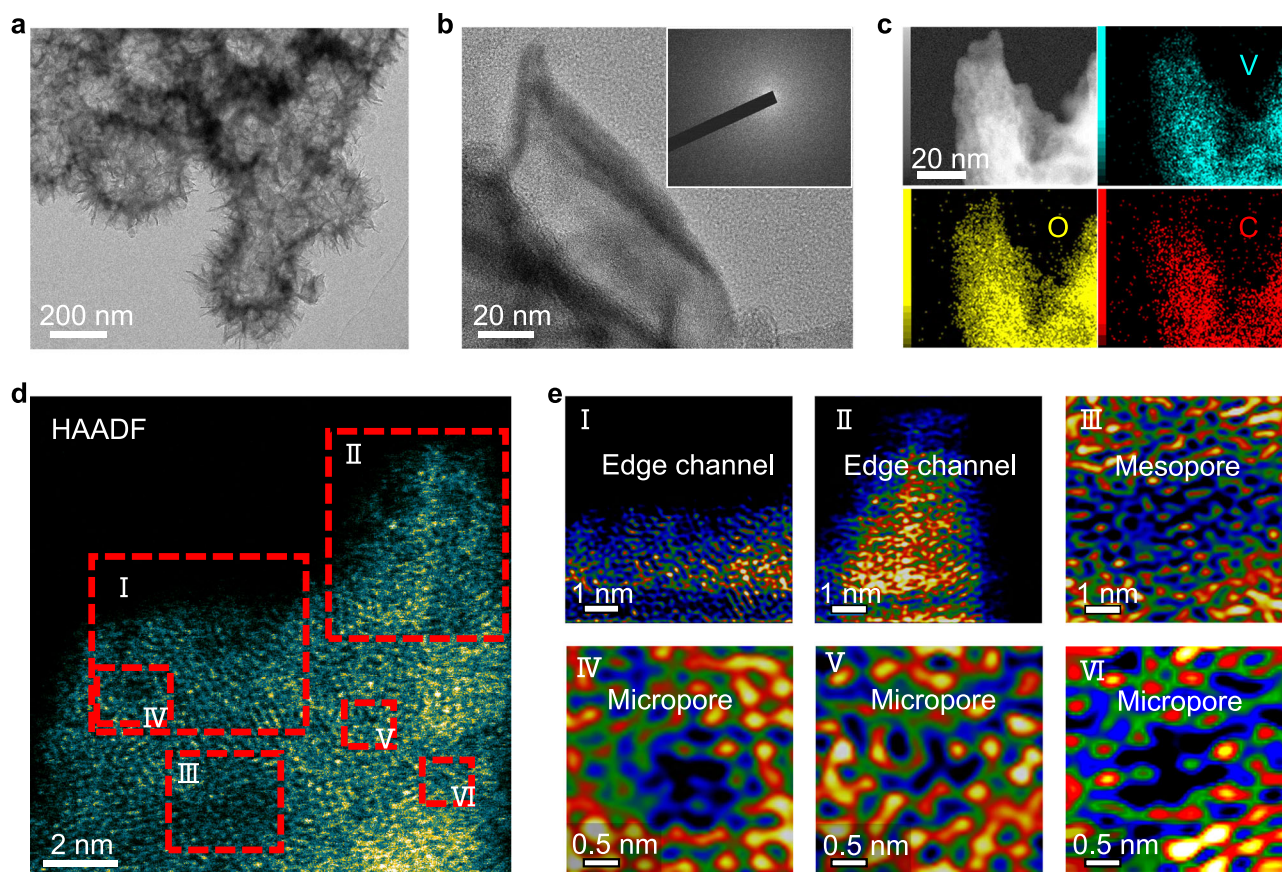 a
200 nm
b
20 nm
c
20 nm
V
O
C
d
HAADF
I
II
III
IV
V
VI
2 nm
e
I
Edge channel
1 nm
II
Edge channel
1 nm
III
Mesopore
1 nm
IV
Micropore
0.5 nm
V
Micropore
0.5 nm
VI
Micropore
0.5 nm